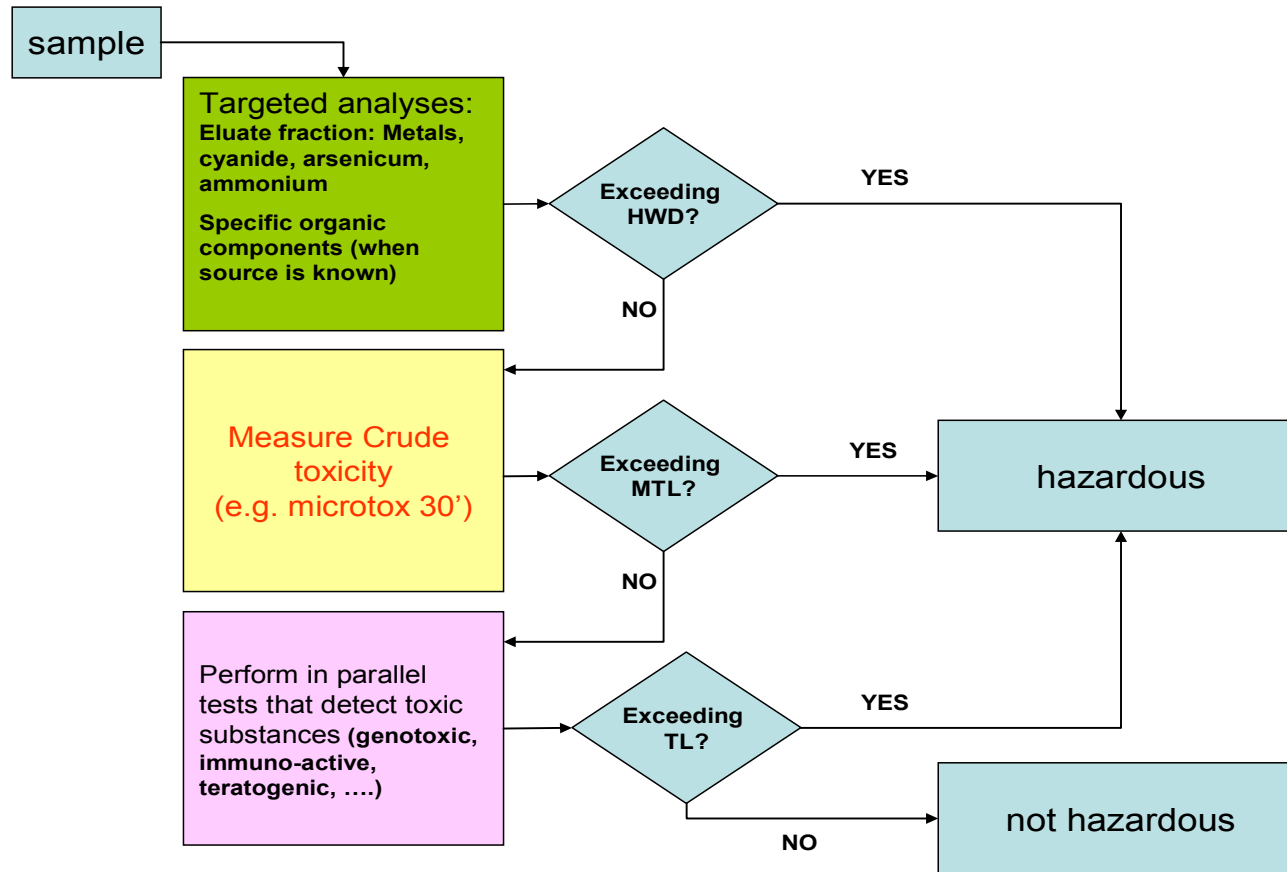 sample
Targeted analyses:
Eluate fraction: Metals,
cyanide, arsenicum,
ammonium
Specific organic
components (when
source is known)
Exceeding
HWD?
YES
NO
Measure Crude
toxicity
(e.g. microtox 30’)
Exceeding
MTL?
YES
hazardous
NO
Perform in parallel
tests that detect toxic
substances (genotoxic,
immuno-active,
teratogenic, ....)
Exceeding
TL?
YES
NO
not hazardous